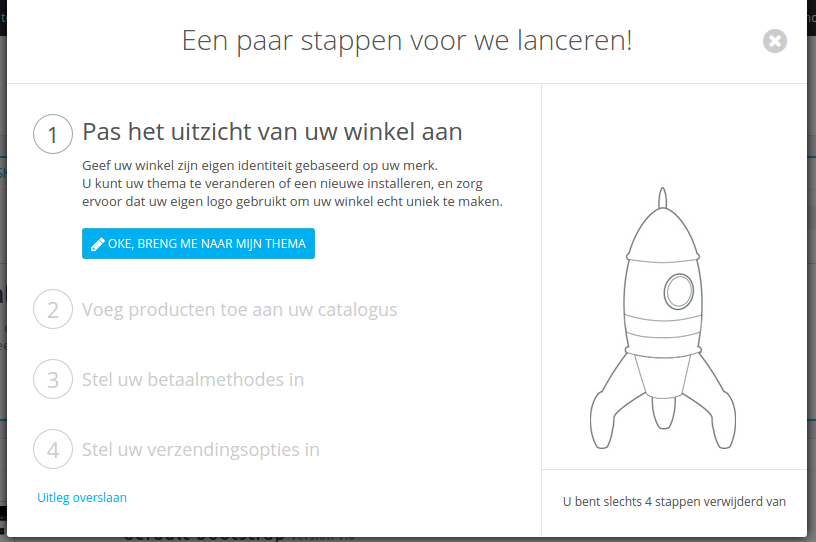 Een paar stappen voor we lanceren!
1 Pas het uitzicht van uw winkel aan
Geef uw winkel zijn eigen identiteit gebaseerd op uw merk.
U kunt uw thema te veranderen of een nieuwe installeren, en zorg
ervoor dat uw eigen logo gebruikt om uw winkel echt uniek te maken.
OKE, BRENG ME NAAR MIJN THEMA
2 Voeg producten toe aan uw catalogus
3 Stel uw betaalmethodes in
4 Stel uw verzendingsopties in
Uitleg overslaan
U bent slechts 4 stappen verwijderd van